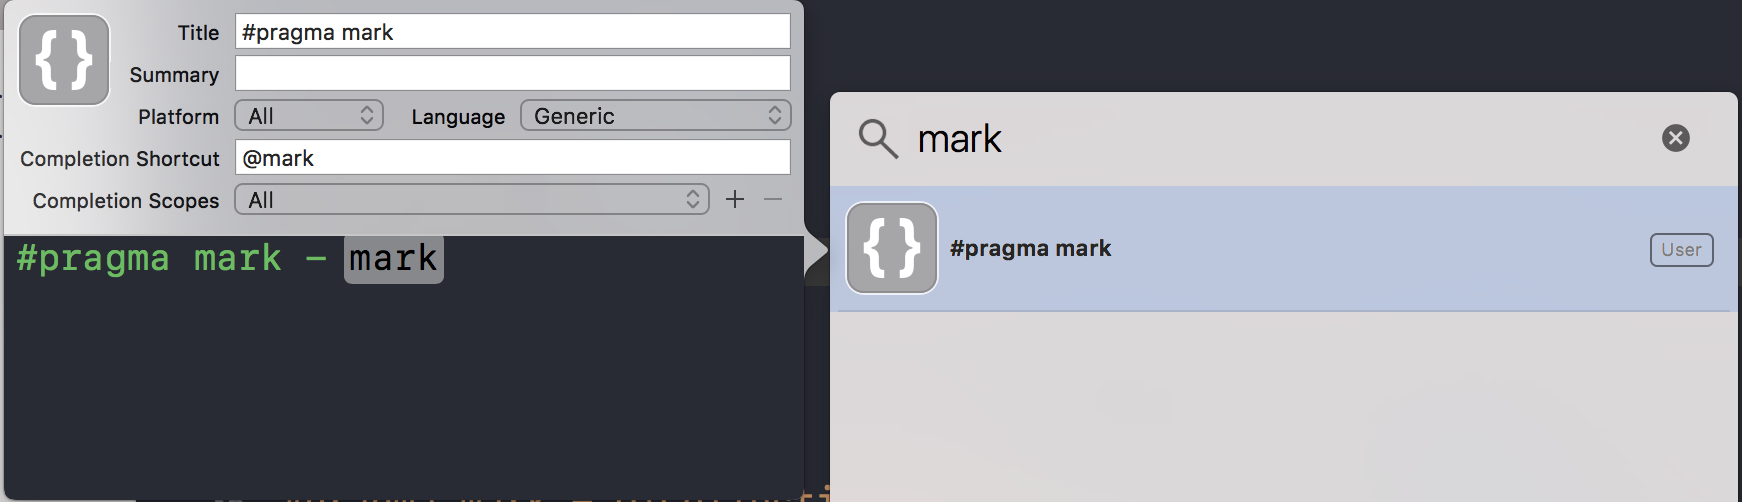 Title #pragma mark
Summary
Platform All Language Generic
Completion Shortcut @mark
Completion Scopes All
#pragma mark - mark
mark
#pragma mark User